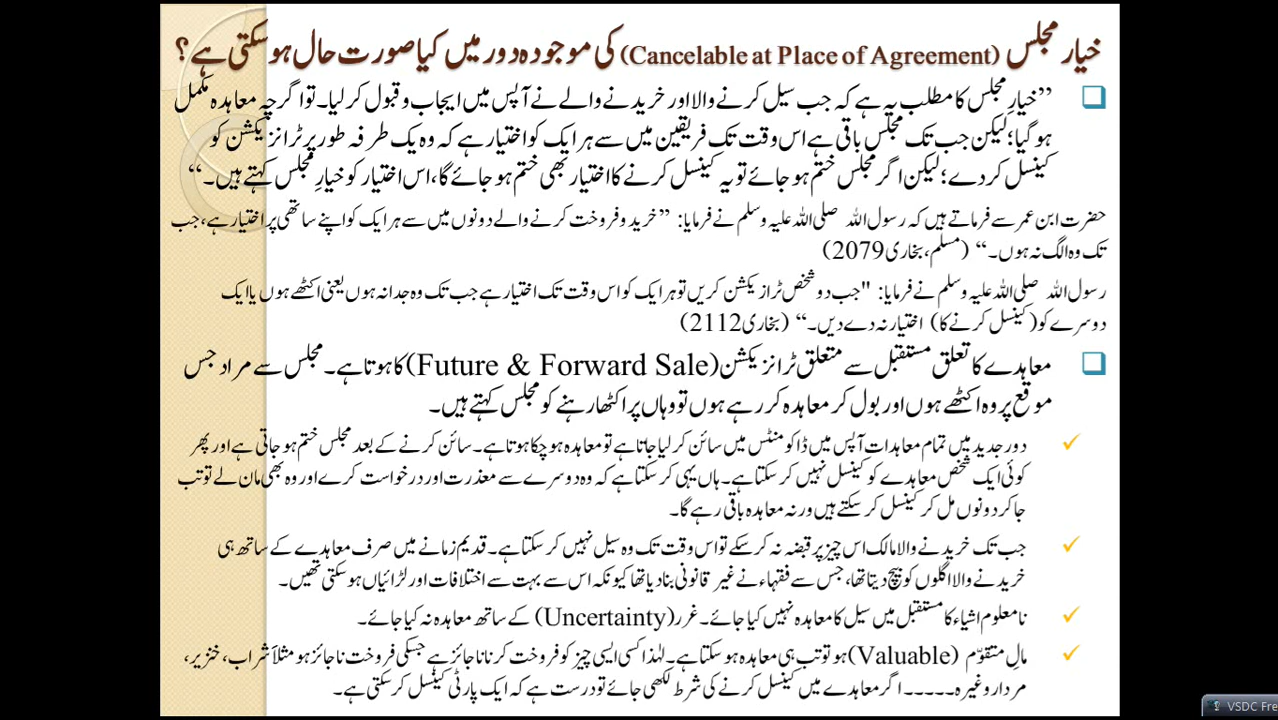 خیار مجلس (Cancelable at Place of Agreement) کی موجودہ دور میں کیا صورت حال ہو سکتی ہے؟
”خیارِ مجلس کا مطلب یہ ہے کہ جب سیل کرنے والا اور خریدنے والے نے آپس میں ایجاب و قبول کر لیا۔ تو اگرچہ معاہدہ مکمل
ہو گیا؛ لیکن جب تک مجلس باقی ہے اس وقت تک فریقین میں سے ہر ایک کو اختیار ہے کہ وہ یک طرفہ طور پر ٹرانزیکشن کو
کینسل کر دے؛ لیکن اگر مجلس ختم ہو جائے تو یہ کینسل کرنے کا اختیار بھی ختم ہو جائے گا، اس اختیار کو خیارِ مجلس کہتے ہیں۔“
حضرت ابن عمر سے فرماتے ہیں کہ رسول اللہ صلی اللہ علیہ وسلم نے فرمایا: ”خرید و فروخت کرنے والے دونوں میں سے ہر ایک کو اپنے ساتھی پر اختیار ہے، جب
تک وہ الگ نہ ہوں۔“ (مسلم، بخاری 2079)
رسول اللہ صلی اللہ علیہ وسلم نے فرمایا: "جب دو شخص ٹرانزیکشن کریں تو ہر ایک کو اس وقت تک اختیار ہے جب تک وہ جدا نہ ہوں یعنی اکٹھے ہوں یا ایک
دوسرے کو (کینسل کرنے کا) اختیار نہ دے دیں۔“ (بخاری 2112)
معاہدے کا تعلق مستقبل سے متعلق ٹرانزیکشن (Future & Forward Sale) کا ہوتا ہے۔ مجلس سے مراد جس
موقع پر وہ اکٹھے ہوں اور بول کر معاہدہ کر رہے ہوں تو وہاں پر اکٹھا رہنے کو مجلس کہتے ہیں۔
دور جدید میں تمام معاہدات آپس میں ڈاکومنٹس میں سائن کر لیا جاتا ہے تو معاہدہ ہو چکا ہوتا ہے۔ سائن کرنے کے بعد مجلس ختم ہو جاتی ہے اور پھر
کوئی ایک شخص معاہدے کو کینسل نہیں کر سکتا ہے۔ ہاں یہی کر سکتا ہے کہ وہ دوسرے سے معذرت اور درخواست کرے اور وہ بھی مان لے تو تب
جا کر دونوں مل کر کینسل کر سکتے ہیں ورنہ معاہدہ باقی رہے گا۔
جب تک خریدنے والا مالک اس چیز پر قبضہ نہ کر سکے تو اس وقت تک وہ سیل نہیں کر سکتا ہے۔ قدیم زمانے میں صرف معاہدے کے ساتھ ہی
خریدنے والا اگلوں کو بیچ دیتا تھا، جس سے فقہاء نے غیر قانونی بنا دیا تھا کیونکہ اس سے بہت سے اختلافات اور لڑائیاں ہو سکتی تھیں۔
نامعلوم اشیاء کا مستقبل میں سیل کا معاہدہ نہیں کیا جائے۔ غرر (Uncertainty) کے ساتھ معاہدہ نہ کیا جائے۔
مالِ متقوّم (Valuable) ہو تو تب ہی معاہدہ ہو سکتا ہے۔ لہٰذا کسی ایسی چیز کو فروخت کرنا ناجائز ہے جسکی فروخت ناجائز ہو مثلاً شراب، خنزیر،
مردار وغیرہ۔۔۔۔۔ اگر معاہدے میں کینسل کرنے کی شرط لکھی جائے تو درست ہے کہ ایک پارٹی کینسل کر سکتی ہے۔
VSDC Fre